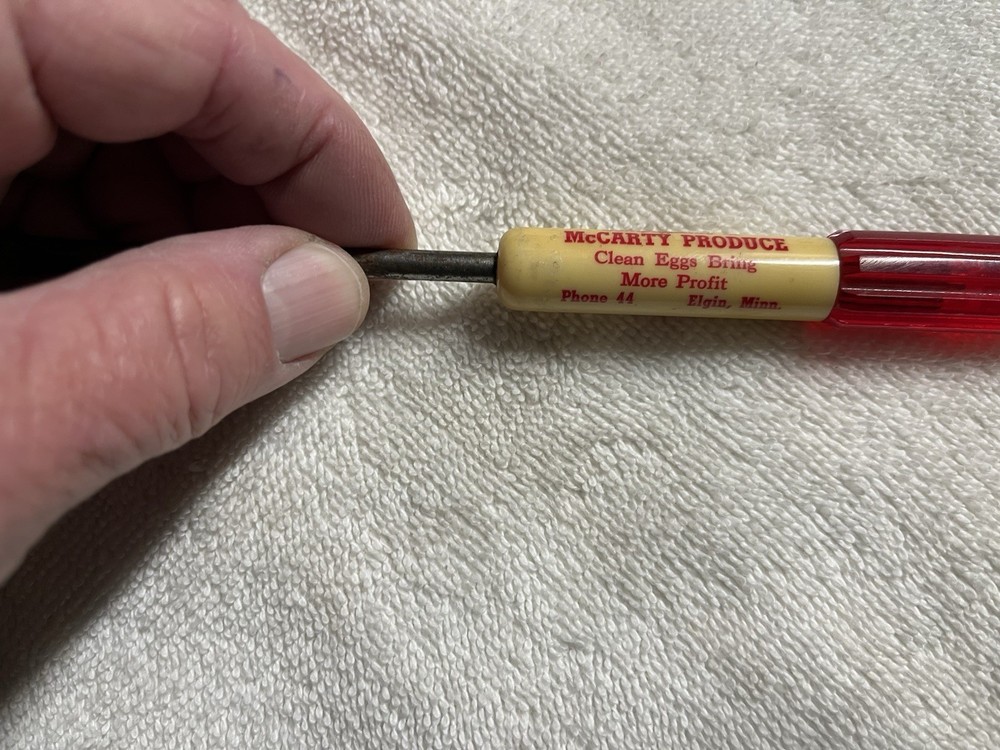 McCARTY PRODUCE
Clean Eggs Bring
More Profit
Phone 44 Elgin, Minn.